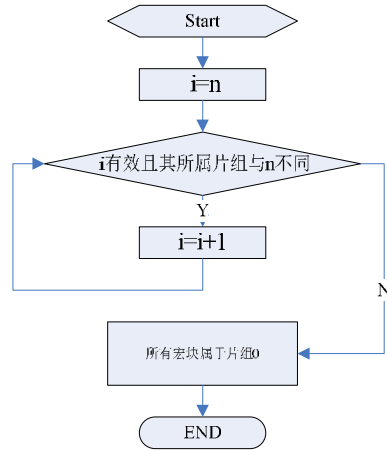 Start
i=n
i有效且其所属片组与n不同
Y
i=i+1
N
所有宏块属于片组0
END